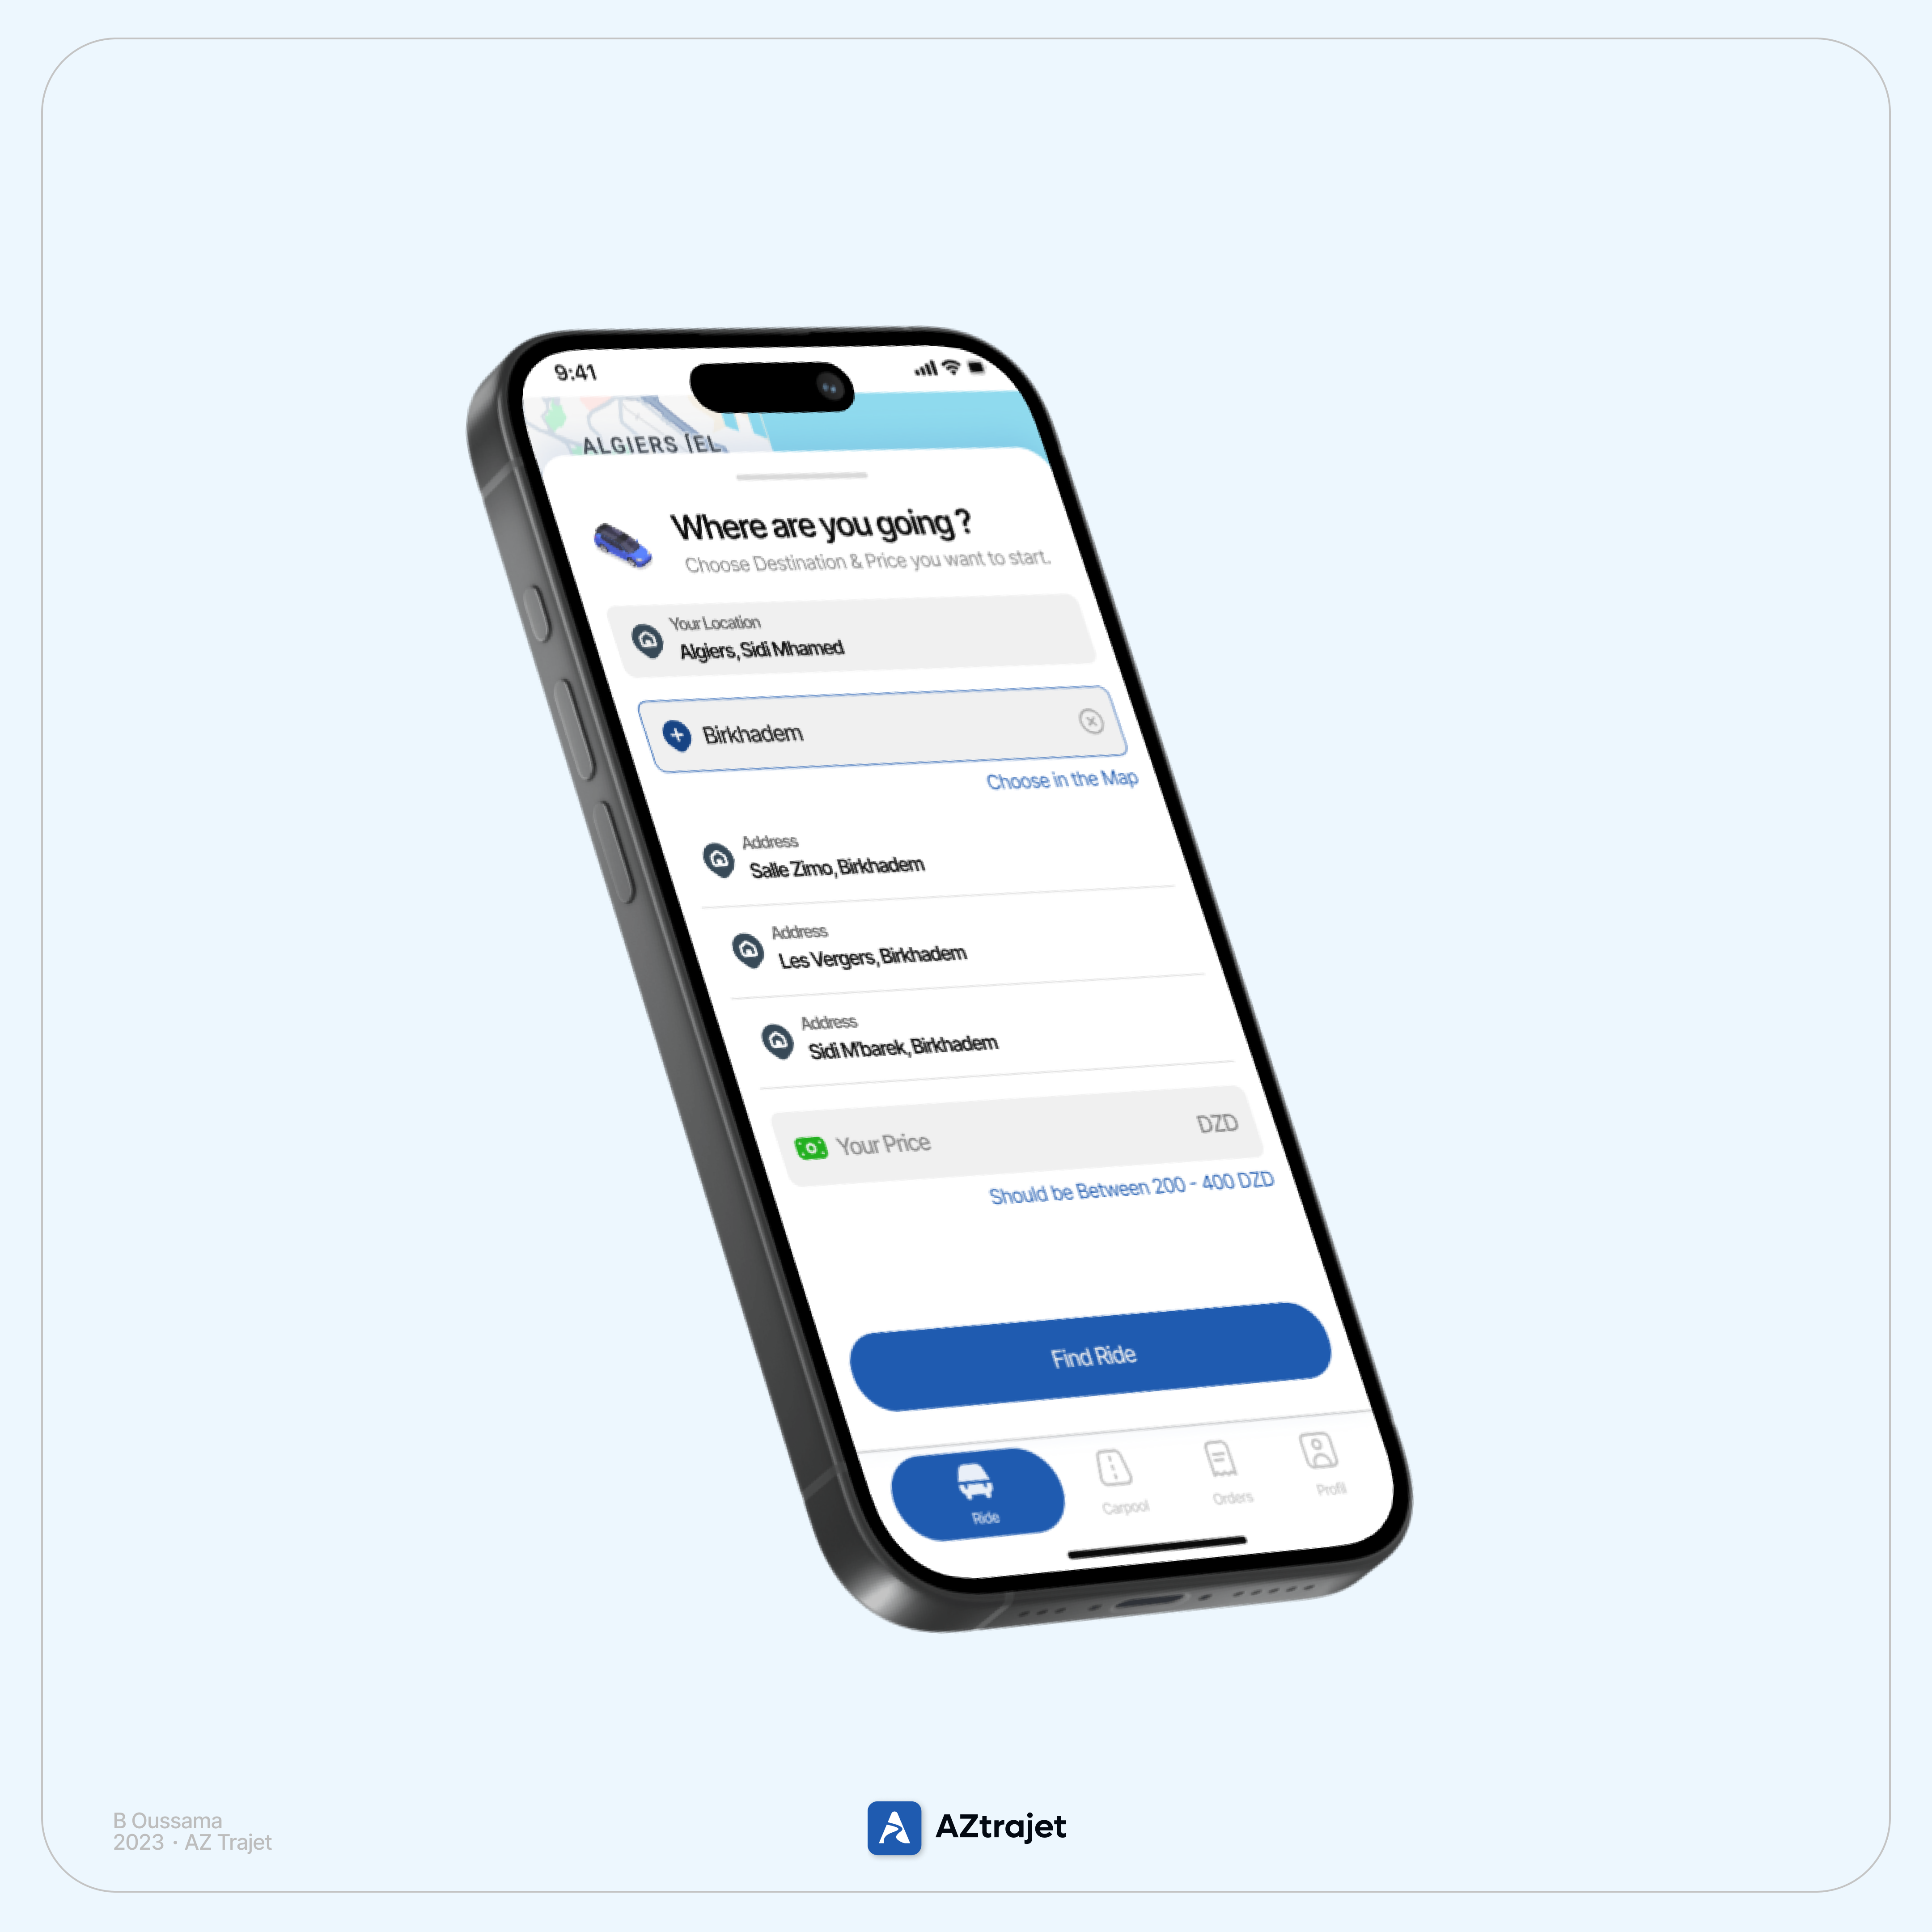 9:41
ALGIERS [EL
Where are you going ?
Choose Destination & Price you want to start.
Your Location
Algiers, Sidi Mhamed
Birkhadem
Choose in the Map
Address
Salle Zimo, Birkhadem
Address
Les Vergers, Birkhadem
Address
Sidi M'barek, Birkhadem
Your Price DZD
Should be Between 200 - 400 DZD
Find Ride
Ride Carpool Orders Profil
B Oussama
2023 · AZ Trajet
AZtrajet